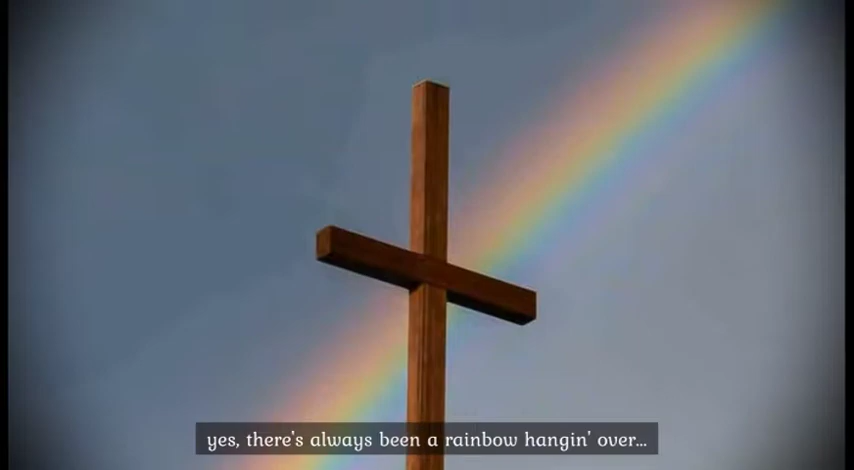 yes, there's always been a rainbow hangin' over...